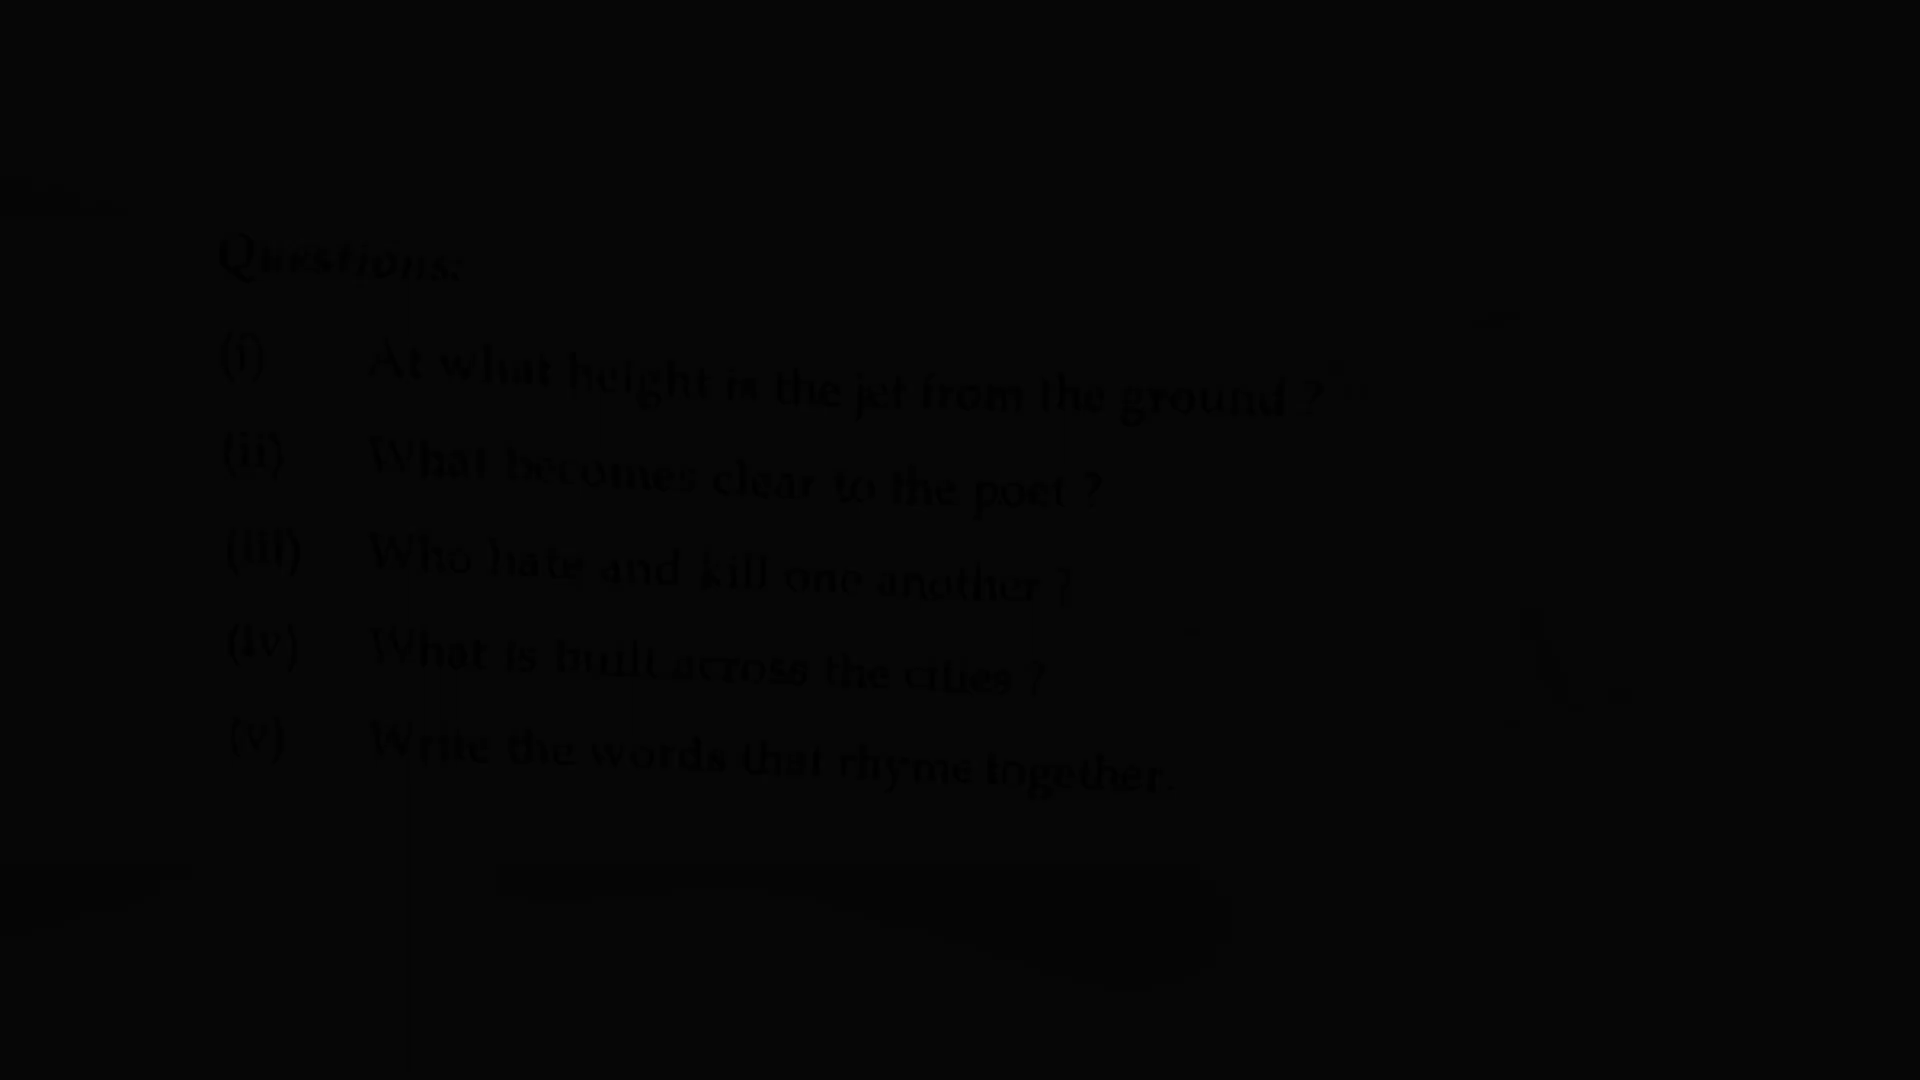 Questions:
(i) At what height is the jet from the ground ?
(ii) What becomes clear to the poet ?
(iii) Who hate and kill one another ?
(iv) What is built across the cities ?
(v) Write the words that rhyme together.